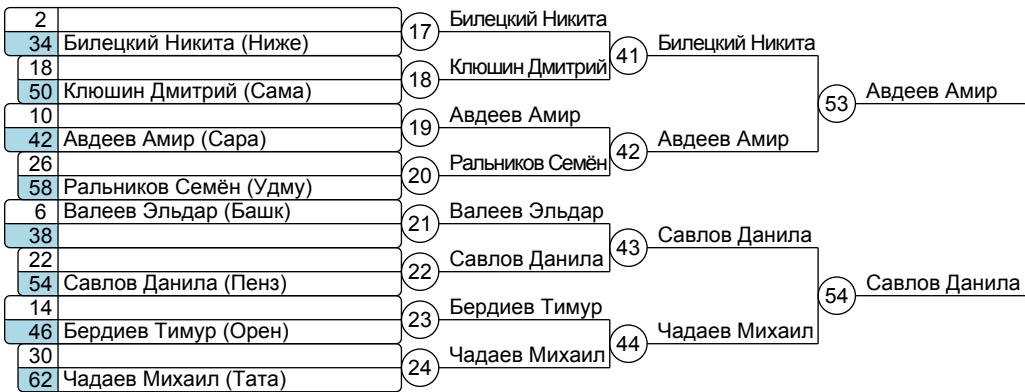 2
34 Билецкий Никита (Ниже)
18
50 Клюшин Дмитрий (Сама)
10
42 Авдеев Амир (Сара)
26
58 Ральников Семён (Удму)
6 Валеев Эльдар (Башк)
38
22
54 Савлов Данила (Пенз)
14
46 Бердиев Тимур (Орен)
30
62 Чадаев Михаил (Тата)
17 Билецкий Никита
18 Клюшин Дмитрий
19 Авдеев Амир
20 Ральников Семён
21 Валеев Эльдар
22 Савлов Данила
23 Бердиев Тимур
24 Чадаев Михаил
41 Билецкий Никита
42 Авдеев Амир
43 Савлов Данила
44 Чадаев Михаил
53 Авдеев Амир
54 Савлов Данила